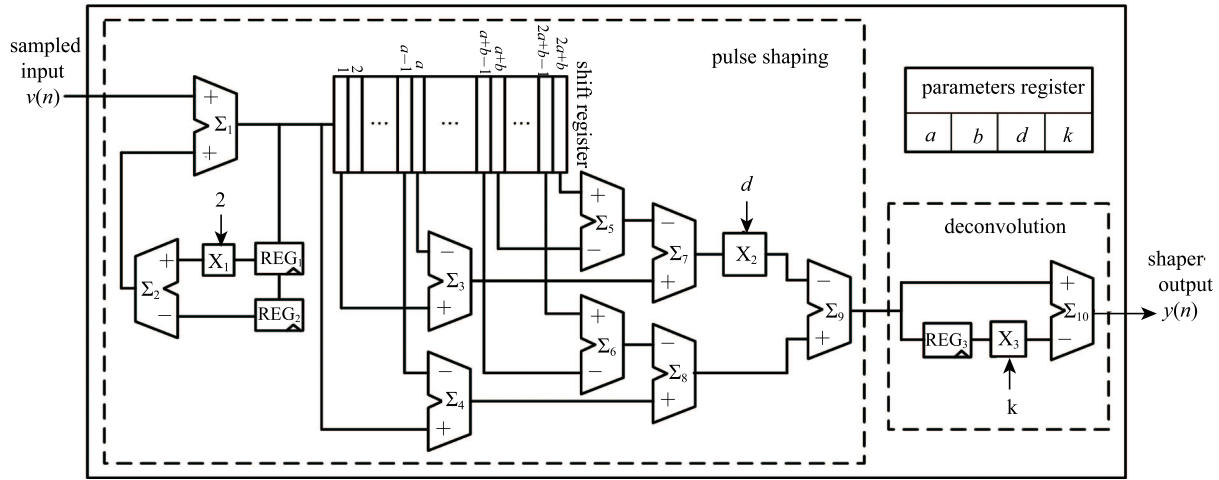 sampled
input
v(n)
+
Σ1
+
2
X1
REG1
REG2
+
Σ2
−
1
2
...
a−1
a
...
a+b−1
a+b
...
2a+b−1
2a+b
shift register
−
Σ3
+
−
Σ4
+
+
Σ5
−
+
Σ6
−
−
Σ7
+
−
Σ8
+
d
X2
−
Σ9
+
pulse shaping
parameters register
a b d k
deconvolution
+
Σ10
−
REG3
X3
k
shaper
output
y(n)